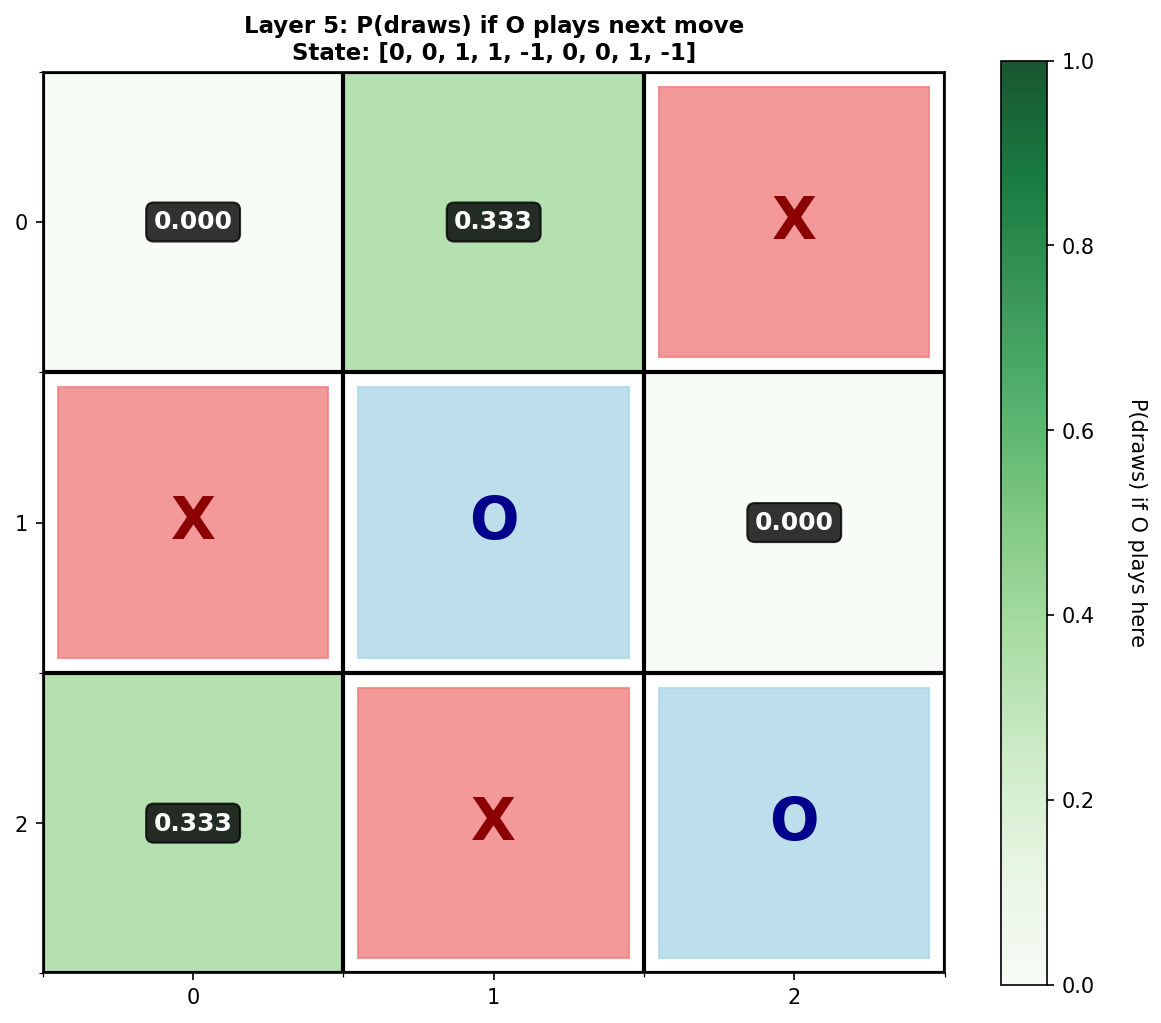 Layer 5: P(draws) if O plays next move
State: [0, 0, 1, 1, -1, 0, 0, 1, -1]
0
0.000
0.333
X
1
X
O
0.000
2
0.333
X
O
0
1
2
1.0
0.8
0.6
0.4
0.2
0.0
P(draws) if O plays here